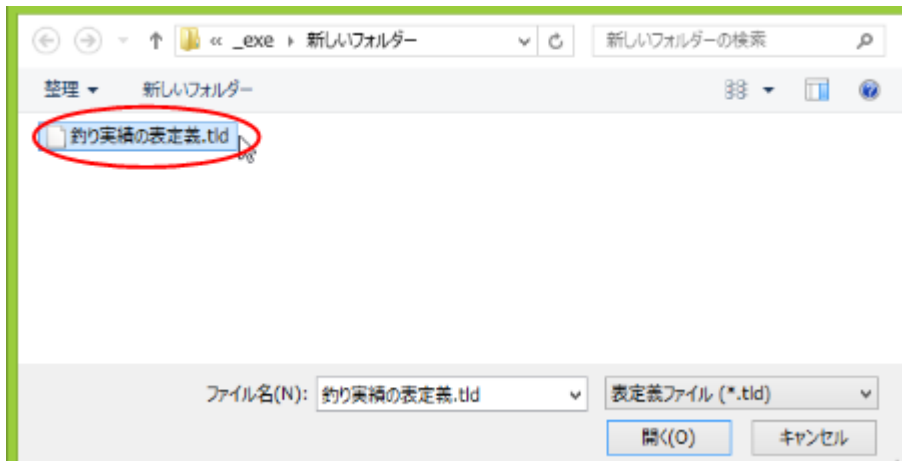 « _exe ▸ 新しいフォルダー 新しいフォルダーの検索
整理 ▼ 新しいフォルダー
釣り実績の表定義.tld
ファイル名(N): 釣り実績の表定義.tld 表定義ファイル (*.tld)
開く(O) キャンセル